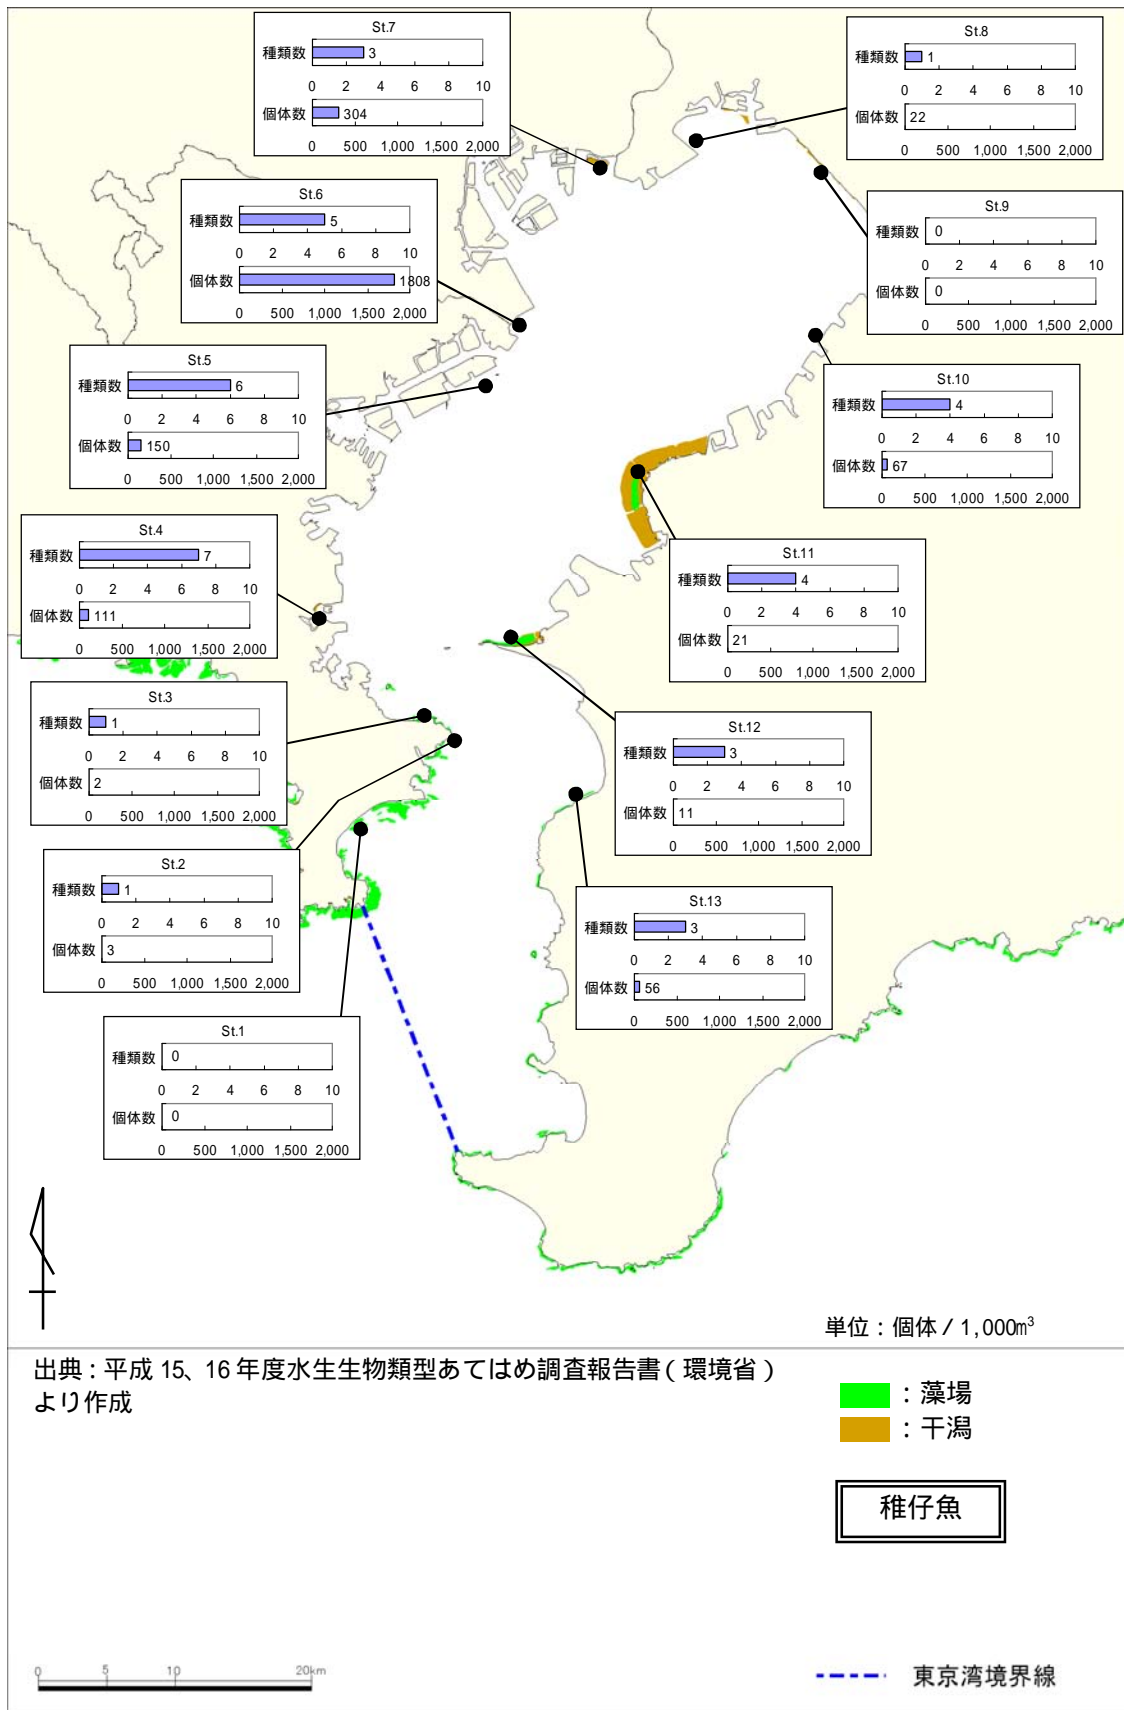 St.7
種類数 3
0 2 4 6 8 10
個体数 304
0 500 1,000 1,500 2,000
St.8
種類数 1
0 2 4 6 8 10
個体数 22
0 500 1,000 1,500 2,000
St.6
種類数 5
0 2 4 6 8 10
個体数 1808
0 500 1,000 1,500 2,000
St.9
種類数 0
0 2 4 6 8 10
個体数 0
0 500 1,000 1,500 2,000
St.5
種類数 6
0 2 4 6 8 10
個体数 150
0 500 1,000 1,500 2,000
St.10
種類数 4
0 2 4 6 8 10
個体数 67
0 500 1,000 1,500 2,000
St.4
種類数 7
0 2 4 6 8 10
個体数 111
0 500 1,000 1,500 2,000
St.11
種類数 4
0 2 4 6 8 10
個体数 21
0 500 1,000 1,500 2,000
St.3
種類数 1
0 2 4 6 8 10
個体数 2
0 500 1,000 1,500 2,000
St.12
種類数 3
0 2 4 6 8 10
個体数 11
0 500 1,000 1,500 2,000
St.2
種類数 1
0 2 4 6 8 10
個体数 3
0 500 1,000 1,500 2,000
St.13
種類数 3
0 2 4 6 8 10
個体数 56
0 500 1,000 1,500 2,000
St.1
種類数 0
0 2 4 6 8 10
個体数 0
0 500 1,000 1,500 2,000
単位：個体 / 1,000m³
出典：平成 15、16 年度水生生物類型あてはめ調査報告書（環境省）
より作成
：藻場
：干潟
稚仔魚
0 5 10 20km
東京湾境界線